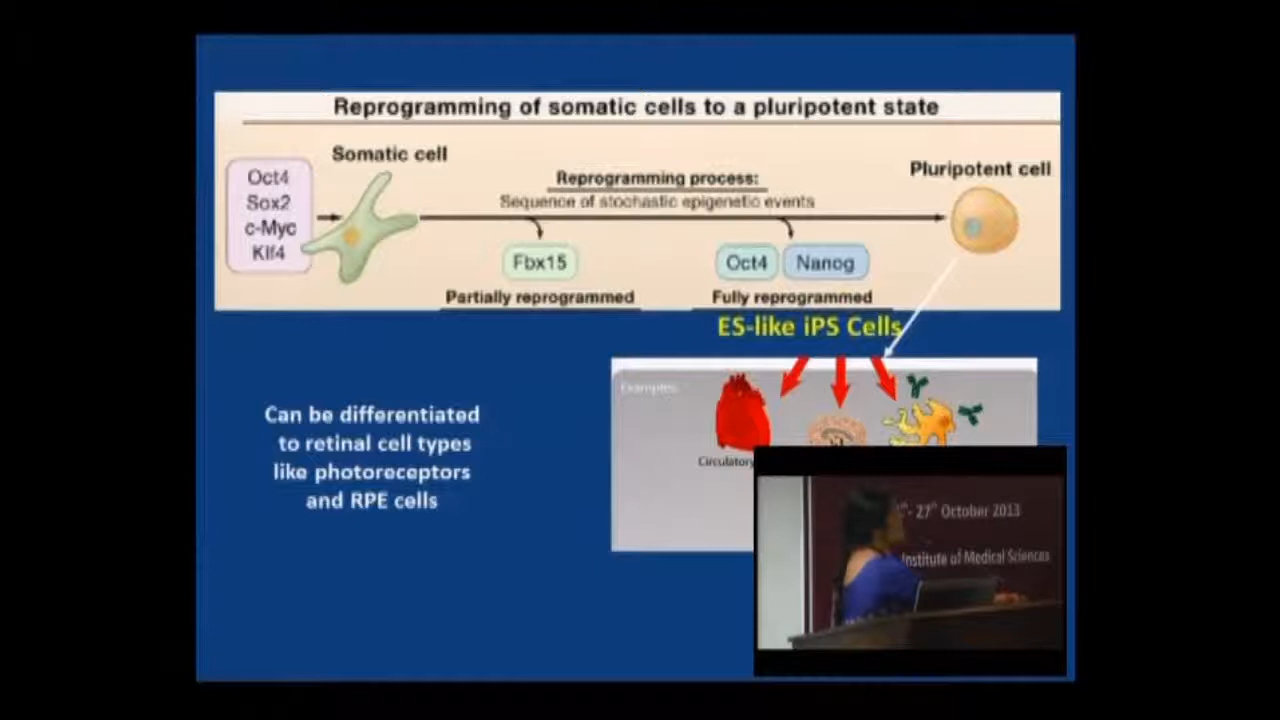 Reprogramming of somatic cells to a pluripotent state
Somatic cell
Pluripotent cell
Oct4
Sox2
c-Myc
Klf4
Reprogramming process:
Sequence of stochastic epigenetic events
Fbx15
Oct4
Nanog
Partially reprogrammed
Fully reprogrammed
ES-like iPS Cells
Examples
Circulatory
Can be differentiated
to retinal cell types
like photoreceptors
and RPE cells
27th October 2013
Institute of Medical Sciences